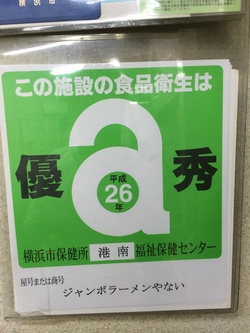 横浜市
この施設の食品衛生は
優 a 秀
平成
26
年
横浜市保健所 港南 福祉保健センター
屋号または商号
ジャンボラーメンやない